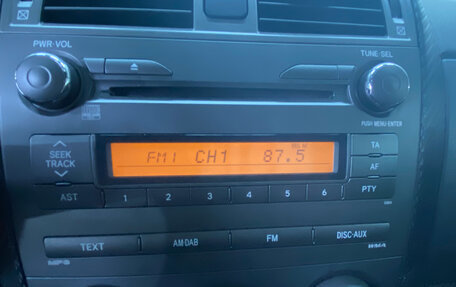 PWR·VOL
TUNE·SEL
PUSH MENU·ENTER
FM1 CH1 87.5
SEEK
TRACK
TA
AF
AST
1 2 3 4 5 6
PTY
TEXT
AM·DAB
FM
DISC·AUX
MP3